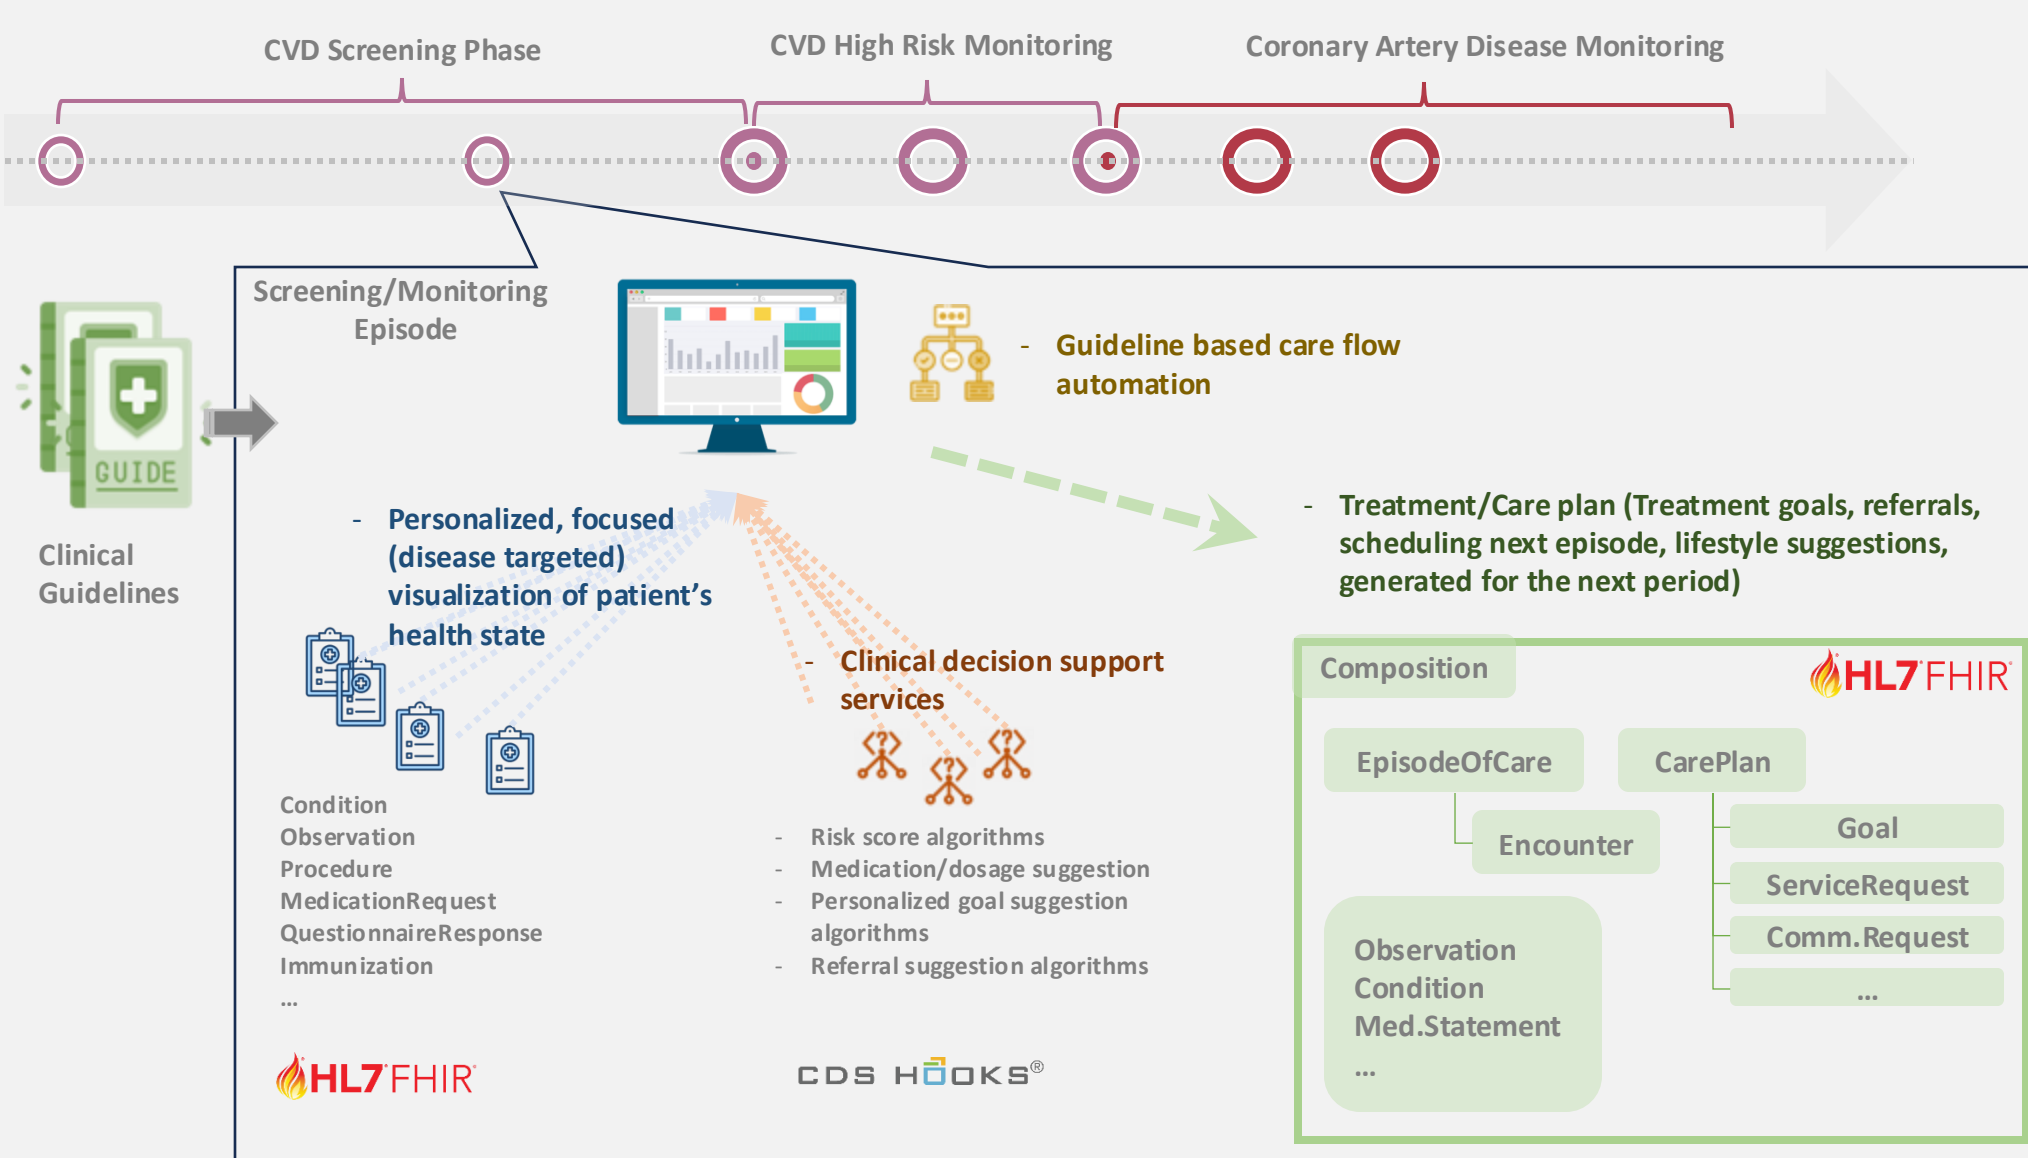 CVD Screening Phase
CVD High Risk Monitoring
Coronary Artery Disease Monitoring
Screening/Monitoring
Episode
GUIDE
Clinical
Guidelines
- Guideline based care flow
automation
- Personalized, focused
(disease targeted)
visualization of patient’s
health state
- Clinical decision support
services
- Treatment/Care plan (Treatment goals, referrals,
scheduling next episode, lifestyle suggestions,
generated for the next period)
Condition
Observation
Procedure
MedicationRequest
QuestionnaireResponse
Immunization
...
HL7 FHIR
- Risk score algorithms
- Medication/dosage suggestion
- Personalized goal suggestion
algorithms
- Referral suggestion algorithms
CDS HOOKS®
Composition
HL7 FHIR
EpisodeOfCare
Encounter
CarePlan
Goal
ServiceRequest
Comm.Request
...
Observation
Condition
Med.Statement
...